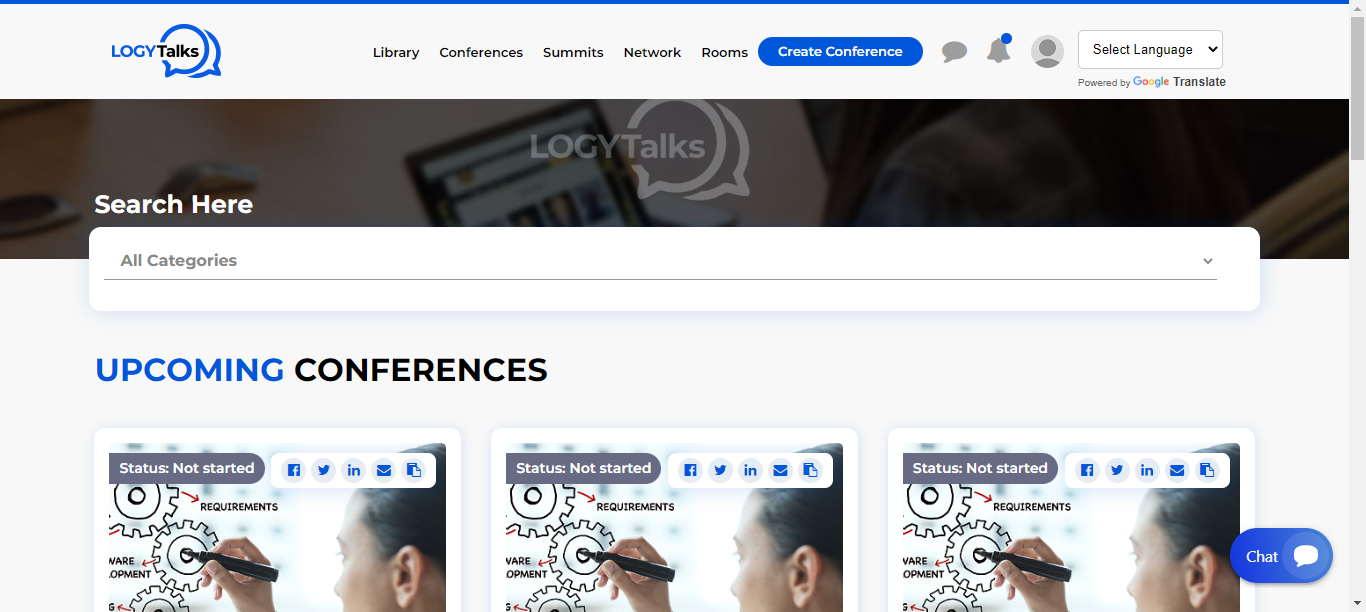 LOGYTalks
Library
Conferences
Summits
Network
Rooms
Create Conference
Select Language
Powered by Google Translate
LOGYTalks
Search Here
All Categories
UPCOMING CONFERENCES
Status: Not started
REQUIREMENTS
WARE
OPMENT
Status: Not started
REQUIREMENTS
WARE
OPMENT
Status: Not started
REQUIREMENTS
WARE
OPMENT
Chat